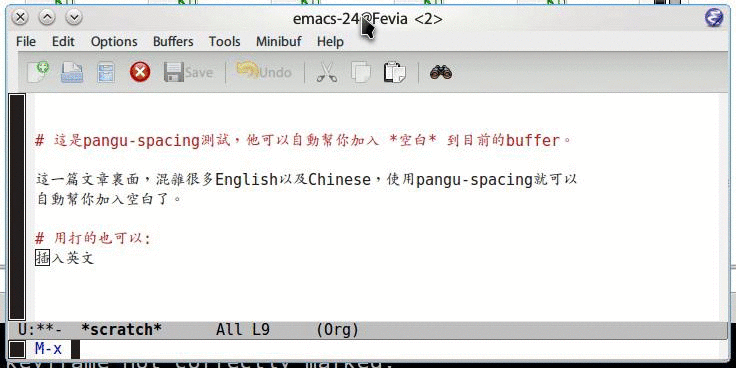 emacs-24@Fevia <2>
File Edit Options Buffers Tools Minibuf Help
Save Undo
# 這是pangu-spacing測試，他可以自動幫你加入 *空白* 到目前的buffer。
這一篇文章裏面，混雜很多English以及Chinese，使用pangu-spacing就可以
自動幫你加入空白了。
# 用打的也可以:
插入英文
U:**- *scratch* All L9 (Org)
M-x
keyframe not correctly marked.